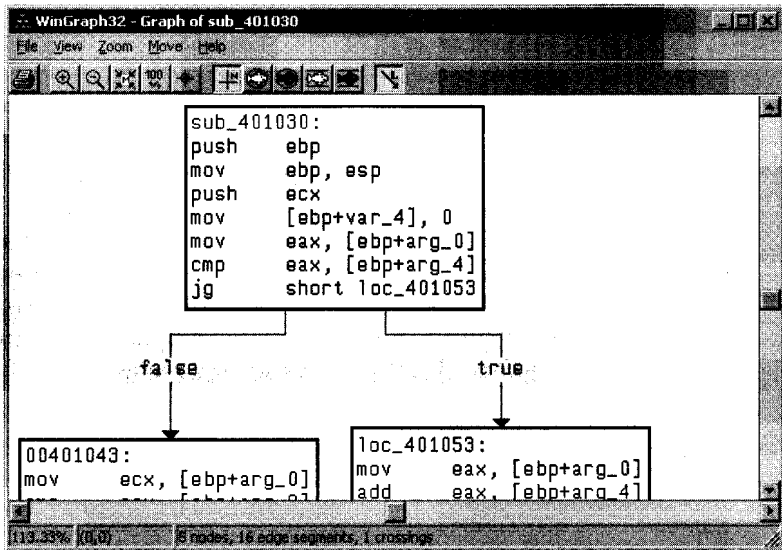 WinGraph32 - Graph of sub_401030
File View Zoom Move Help
100 %
sub_401030:
push ebp
mov ebp, esp
push ecx
mov [ebp+var_4], 0
mov eax, [ebp+arg_0]
cmp eax, [ebp+arg_4]
jg short loc_401053
false true
00401043:
mov ecx, [ebp+arg_0]
loc_401053:
mov eax, [ebp+arg_0]
add eax, [ebp+arg_4]
113.33% (0,0) 8 nodes, 16 edge segments, 1 crossings